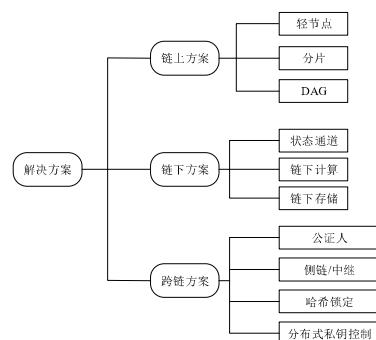 解决方案
链上方案
轻节点
分片
DAG
链下方案
状态通道
链下计算
链下存储
跨链方案
公证人
侧链/中继
哈希锁定
分布式私钥控制